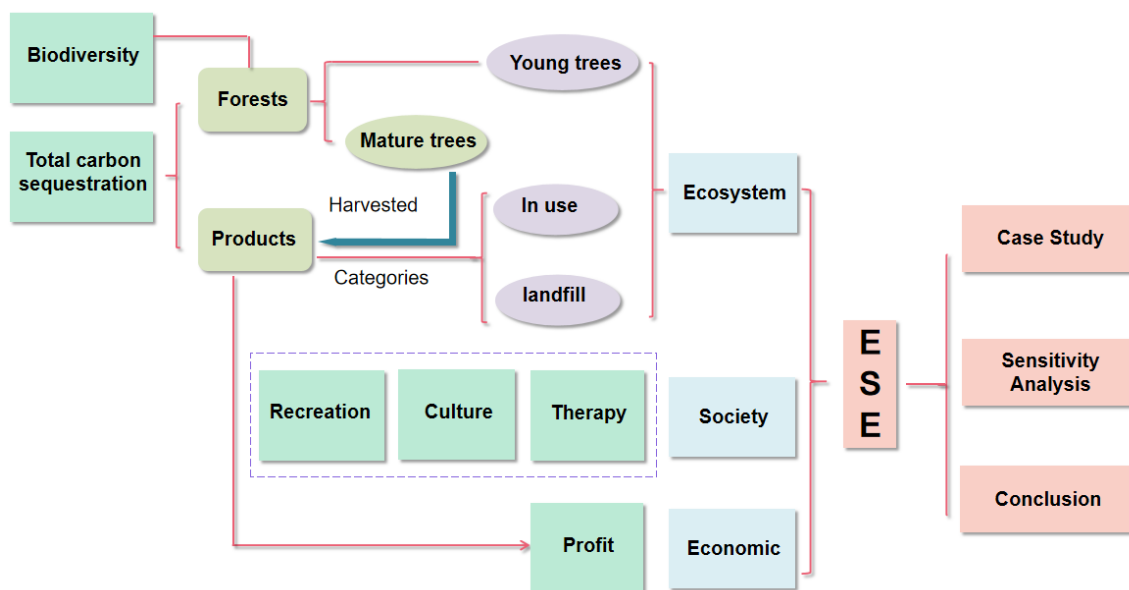 Biodiversity
Forests
Young trees
Mature trees
Total carbon
sequestration
Ecosystem
Harvested
In use
Products
Categories
landfill
Case Study
E
S
E
Sensitivity
Analysis
Recreation
Culture
Therapy
Society
Conclusion
Profit
Economic